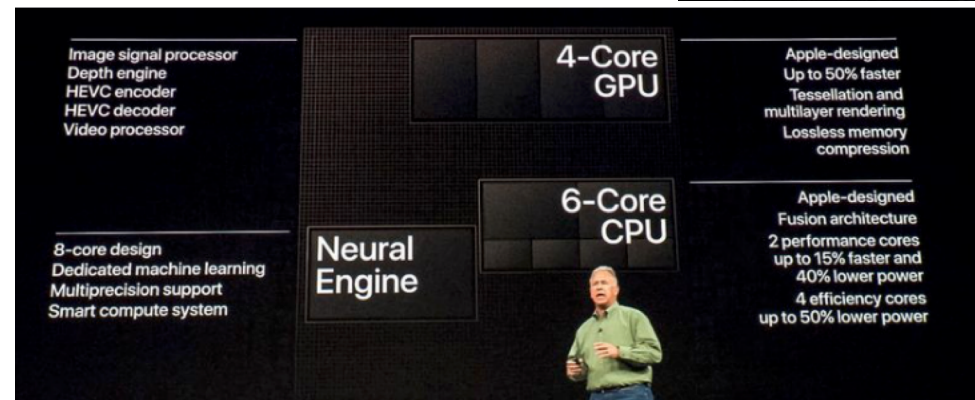 Image signal processor
Depth engine
HEVC encoder
HEVC decoder
Video processor
8-core design
Dedicated machine learning
Multiprecision support
Smart compute system
4-Core
GPU
6-Core
CPU
Neural
Engine
Apple-designed
Up to 50% faster
Tessellation and
multilayer rendering
Lossless memory
compression
Apple-designed
Fusion architecture
2 performance cores
up to 15% faster and
40% lower power
4 efficiency cores
up to 50% lower power